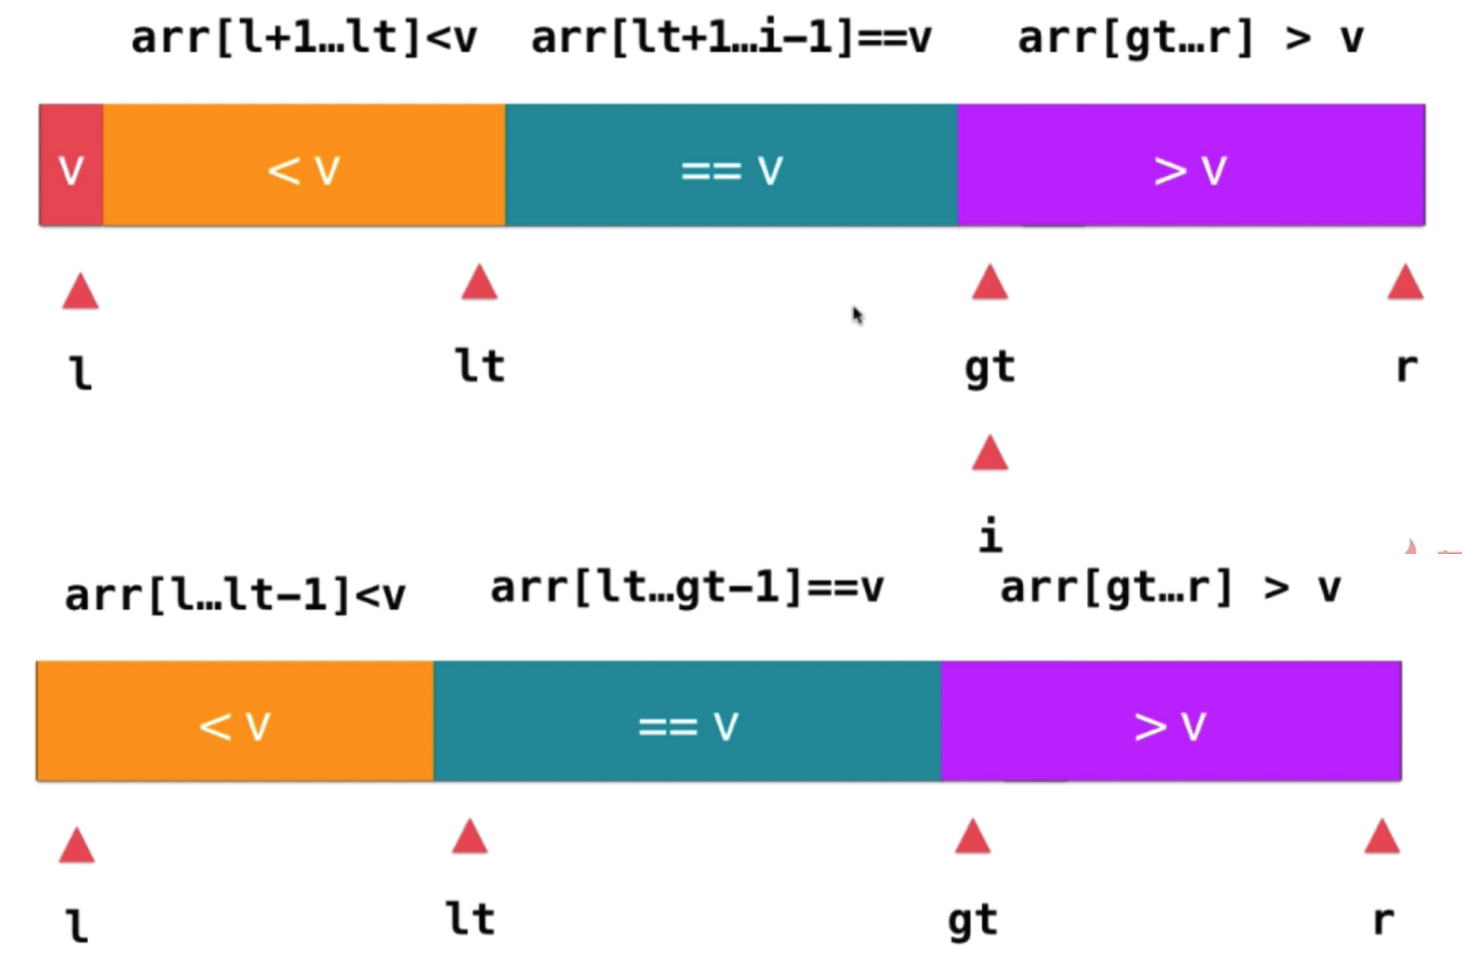 arr[l+1…lt]<v arr[lt+1…i-1]==v arr[gt…r] > v
v < v == v > v
l lt gt r
i
arr[l…lt-1]<v arr[lt…gt-1]==v arr[gt…r] > v
< v == v > v
l lt gt r